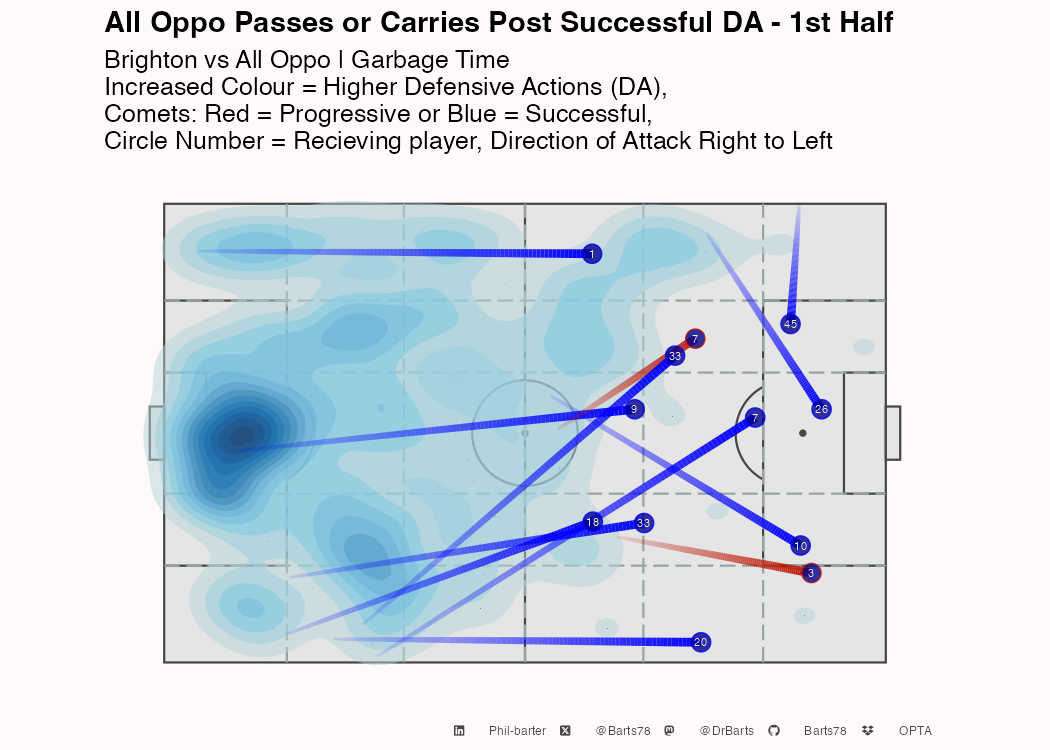 All Oppo Passes or Carries Post Successful DA - 1st Half
Brighton vs All Oppo | Garbage Time
Increased Colour = Higher Defensive Actions (DA),
Comets: Red = Progressive or Blue = Successful,
Circle Number = Recieving player, Direction of Attack Right to Left
1
45
7
33
9
26
7
18
33
10
3
20
Phil-barter @Barts78 @DrBarts Barts78 OPTA